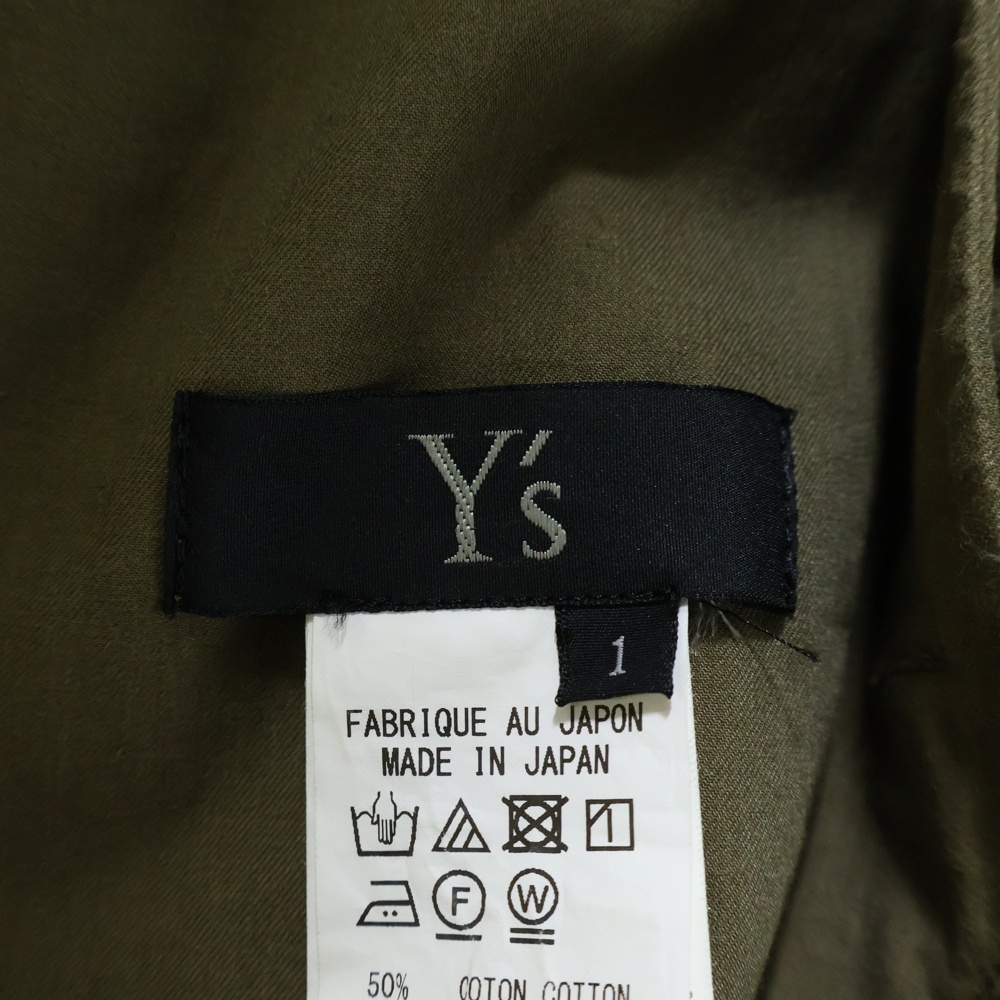 Y's
1
FABRIQUE AU JAPON
MADE IN JAPAN
F W
50% COTON COTTON